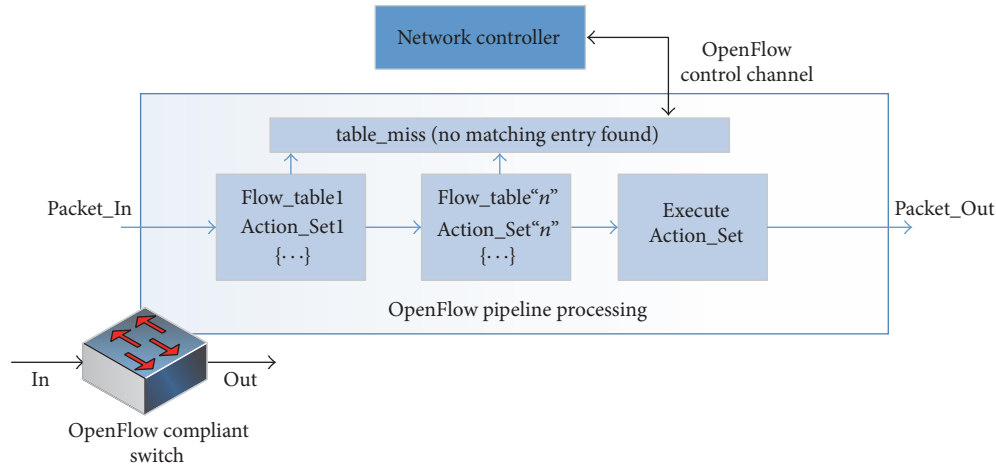 Network controller
OpenFlow
control channel
table_miss (no matching entry found)
Packet_In
Flow_table1
Action_Set1
{· · ·}
Flow_table“n”
Action_Set“n”
{· · ·}
Execute
Action_Set
Packet_Out
OpenFlow pipeline processing
In
Out
OpenFlow compliant
switch